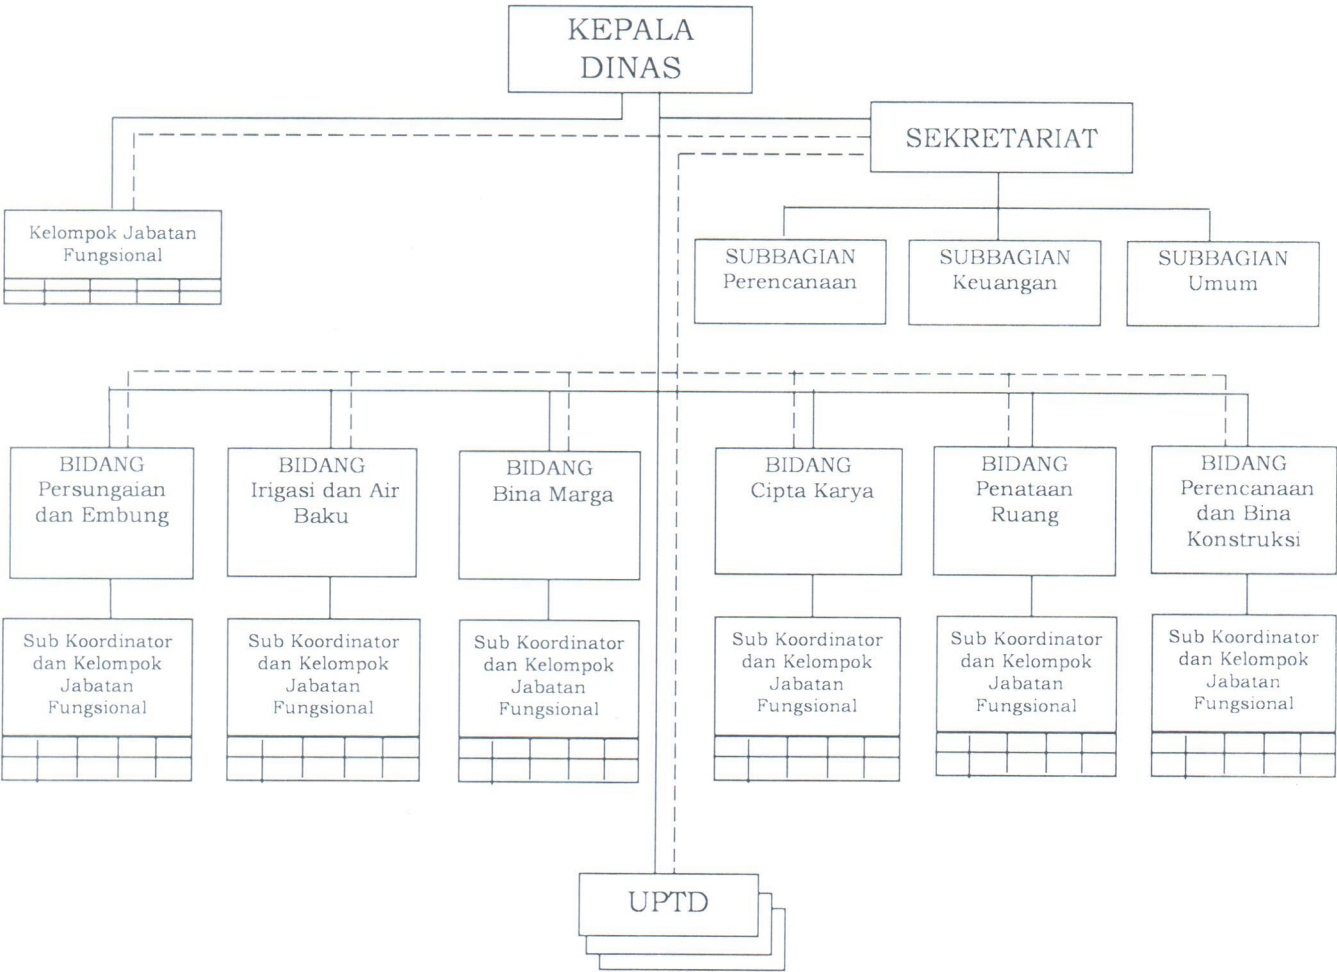 KEPALA
DINAS
SEKRETARIAT
Kelompok Jabatan
Fungsional
SUBBAGIAN
Perencanaan
SUBBAGIAN
Keuangan
SUBBAGIAN
Umum
BIDANG
Persungaian
dan Embung
BIDANG
Irigasi dan Air
Baku
BIDANG
Bina Marga
BIDANG
Cipta Karya
BIDANG
Penataan
Ruang
BIDANG
Perencanaan
dan Bina
Konstruksi
Sub Koordinator
dan Kelompok
Jabatan
Fungsional
Sub Koordinator
dan Kelompok
Jabatan
Fungsional
Sub Koordinator
dan Kelompok
Jabatan
Fungsional
Sub Koordinator
dan Kelompok
Jabatan
Fungsional
Sub Koordinator
dan Kelompok
Jabatan
Fungsional
Sub Koordinator
dan Kelompok
Jabatan
Fungsional
UPTD